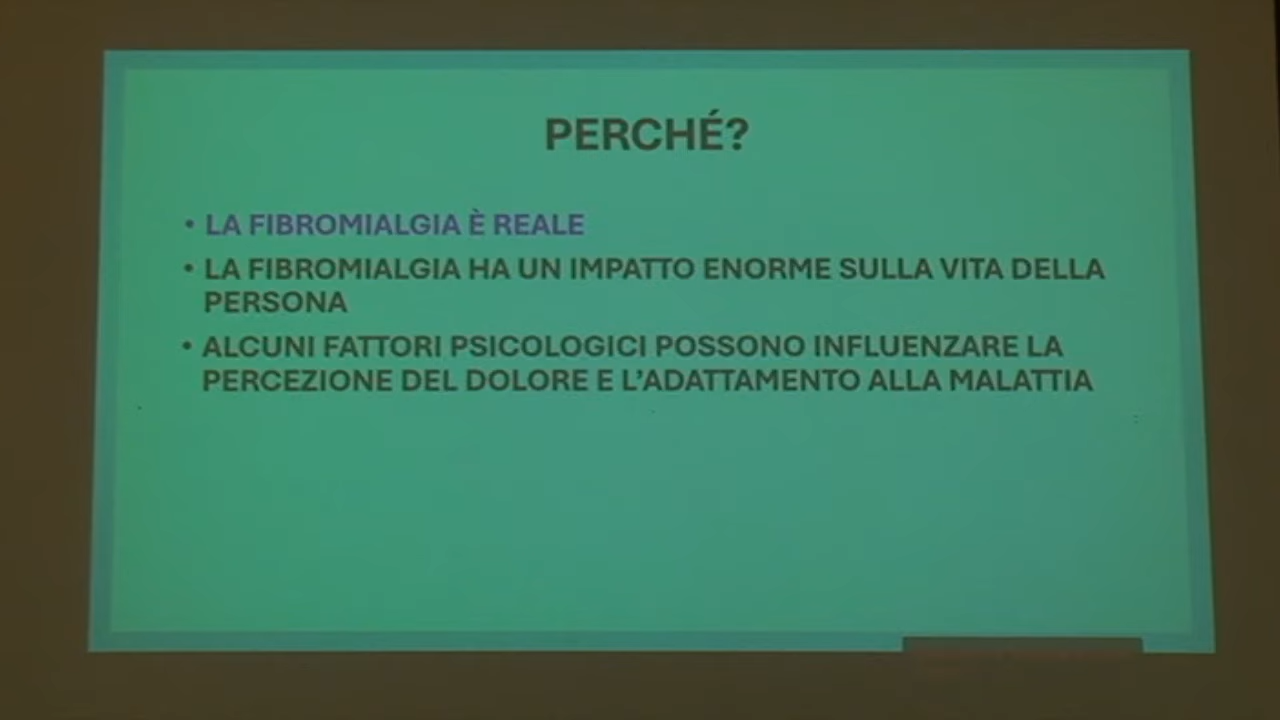 PERCHÉ?
• LA FIBROMIALGIA È REALE
• LA FIBROMIALGIA HA UN IMPATTO ENORME SULLA VITA DELLA
PERSONA
• ALCUNI FATTORI PSICOLOGICI POSSONO INFLUENZARE LA
PERCEZIONE DEL DOLORE E L’ADATTAMENTO ALLA MALATTIA